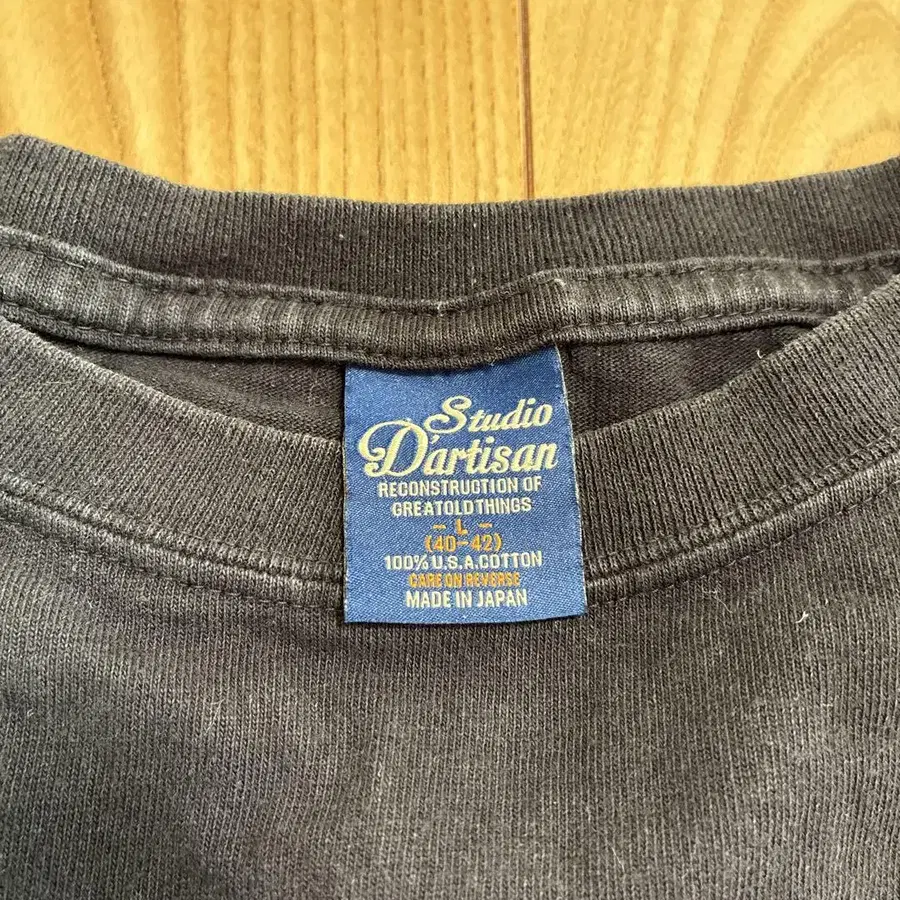 Studio
D'artisan
RECONSTRUCTION OF
GREATOLDTHINGS
- L -
(40-42)
100% U.S.A.COTTON
CARE ON REVERSE
MADE IN JAPAN